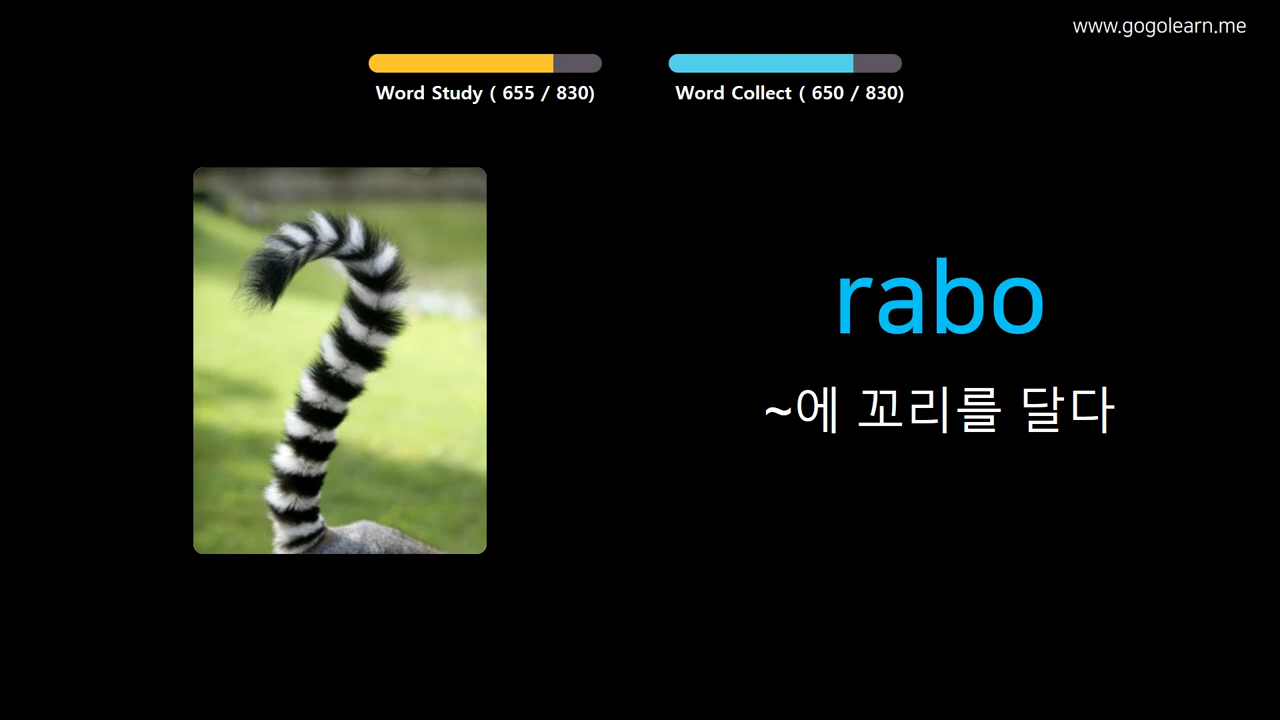 www.gogolearn.me
Word Study ( 655 / 830)
Word Collect ( 650 / 830)
rabo
~에 꼬리를 달다